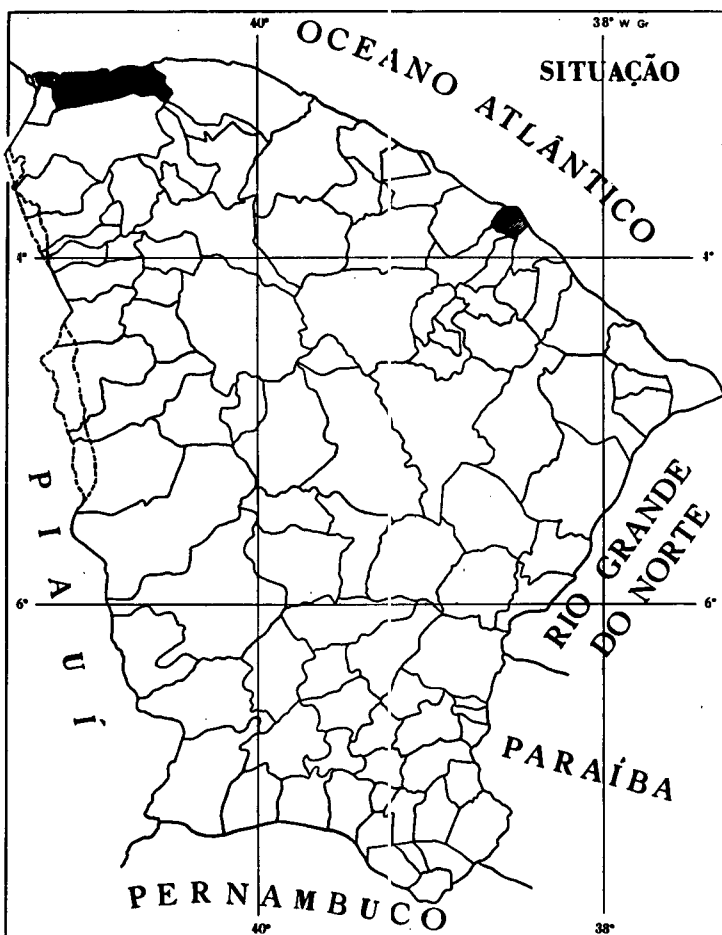 40°
38° W Gr
OCEANO ATLÂNTICO
SITUAÇÃO
4°
4°
PIAUÍ
RIO GRANDE
DO NORTE
6°
6°
PARAÍBA
PERNAMBUCO
40°
38°